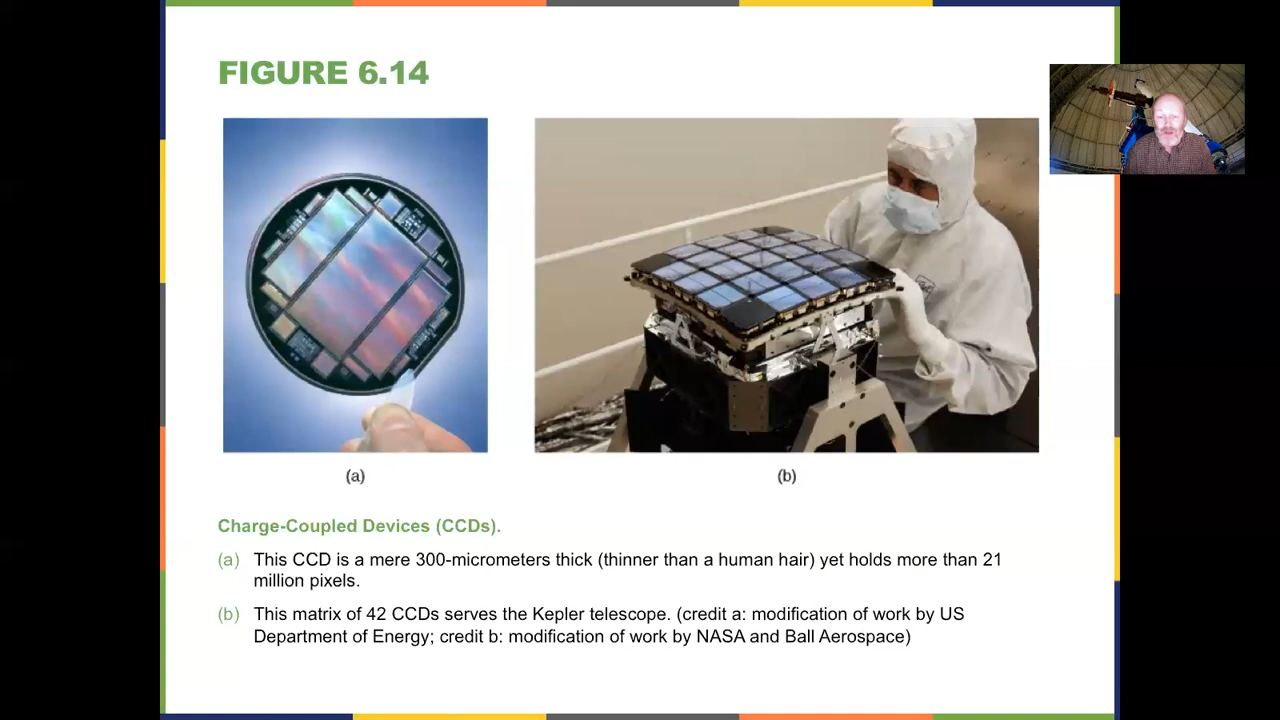 FIGURE 6.14
(a)
(b)
Charge-Coupled Devices (CCDs).
(a) This CCD is a mere 300-micrometers thick (thinner than a human hair) yet holds more than 21
million pixels.
(b) This matrix of 42 CCDs serves the Kepler telescope. (credit a: modification of work by US
Department of Energy; credit b: modification of work by NASA and Ball Aerospace)